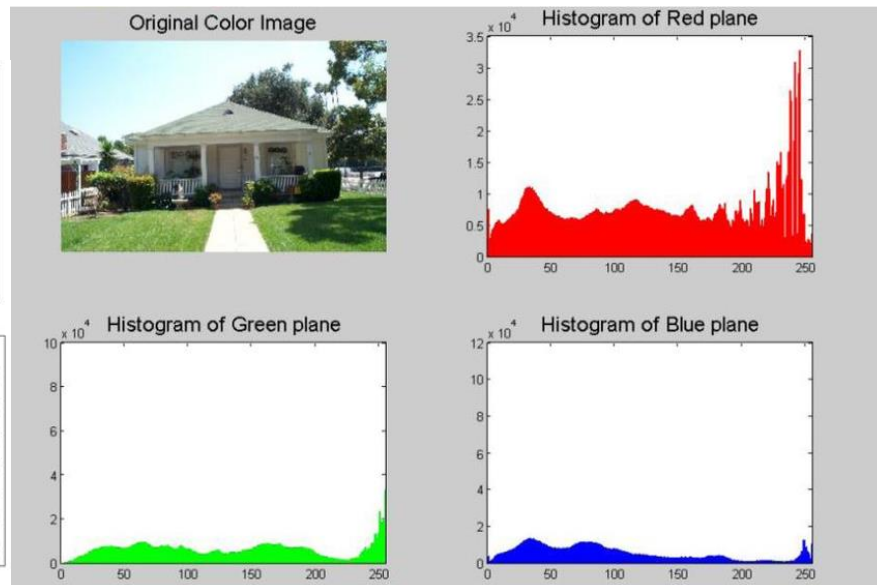 Original Color Image
Histogram of Red plane
x 10^4
3.5
3
2.5
2
1.5
1
0.5
0
0 50 100 150 200 250
Histogram of Green plane
x 10^4
10
8
6
4
2
0
0 50 100 150 200 250
Histogram of Blue plane
x 10^4
12
10
8
6
4
2
0
0 50 100 150 200 250